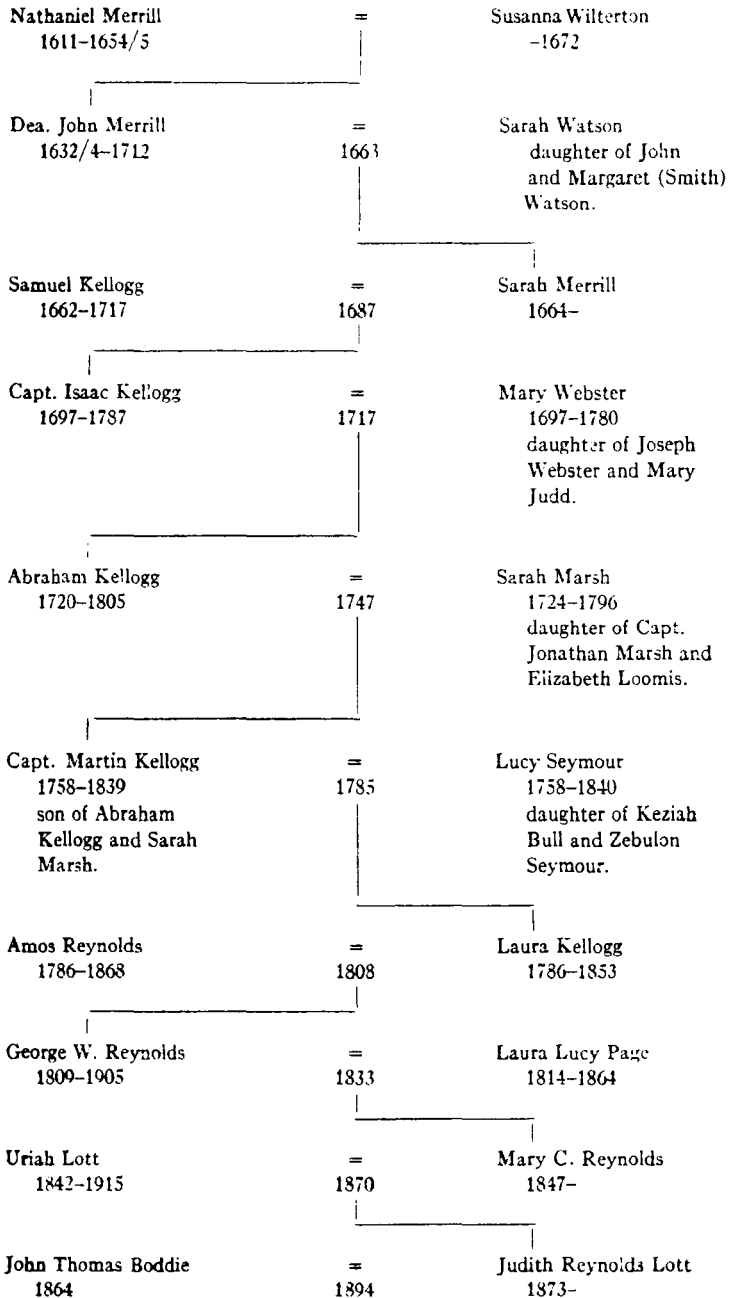 Nathaniel Merrill = Susanna Wilterton
1611–1654/5 –1672
Dea. John Merrill = Sarah Watson
1632/4–1712 1663 daughter of John
and Margaret (Smith)
Watson.
Samuel Kellogg = Sarah Merrill
1662–1717 1687 1664–
Capt. Isaac Kellogg = Mary Webster
1697–1787 1717 1697–1780
daughter of Joseph
Webster and Mary
Judd.
Abraham Kellogg = Sarah Marsh
1720–1805 1747 1724–1796
daughter of Capt.
Jonathan Marsh and
Elizabeth Loomis.
Capt. Martin Kellogg = Lucy Seymour
1758–1839 1785 1758–1840
son of Abraham daughter of Keziah
Kellogg and Sarah Bull and Zebulon
Marsh. Seymour.
Amos Reynolds = Laura Kellogg
1786–1868 1808 1786–1853
George W. Reynolds = Laura Lucy Page
1809–1905 1833 1814–1864
Uriah Lott = Mary C. Reynolds
1842–1915 1870 1847–
John Thomas Boddie = Judith Reynolds Lott
1864 1894 1873–